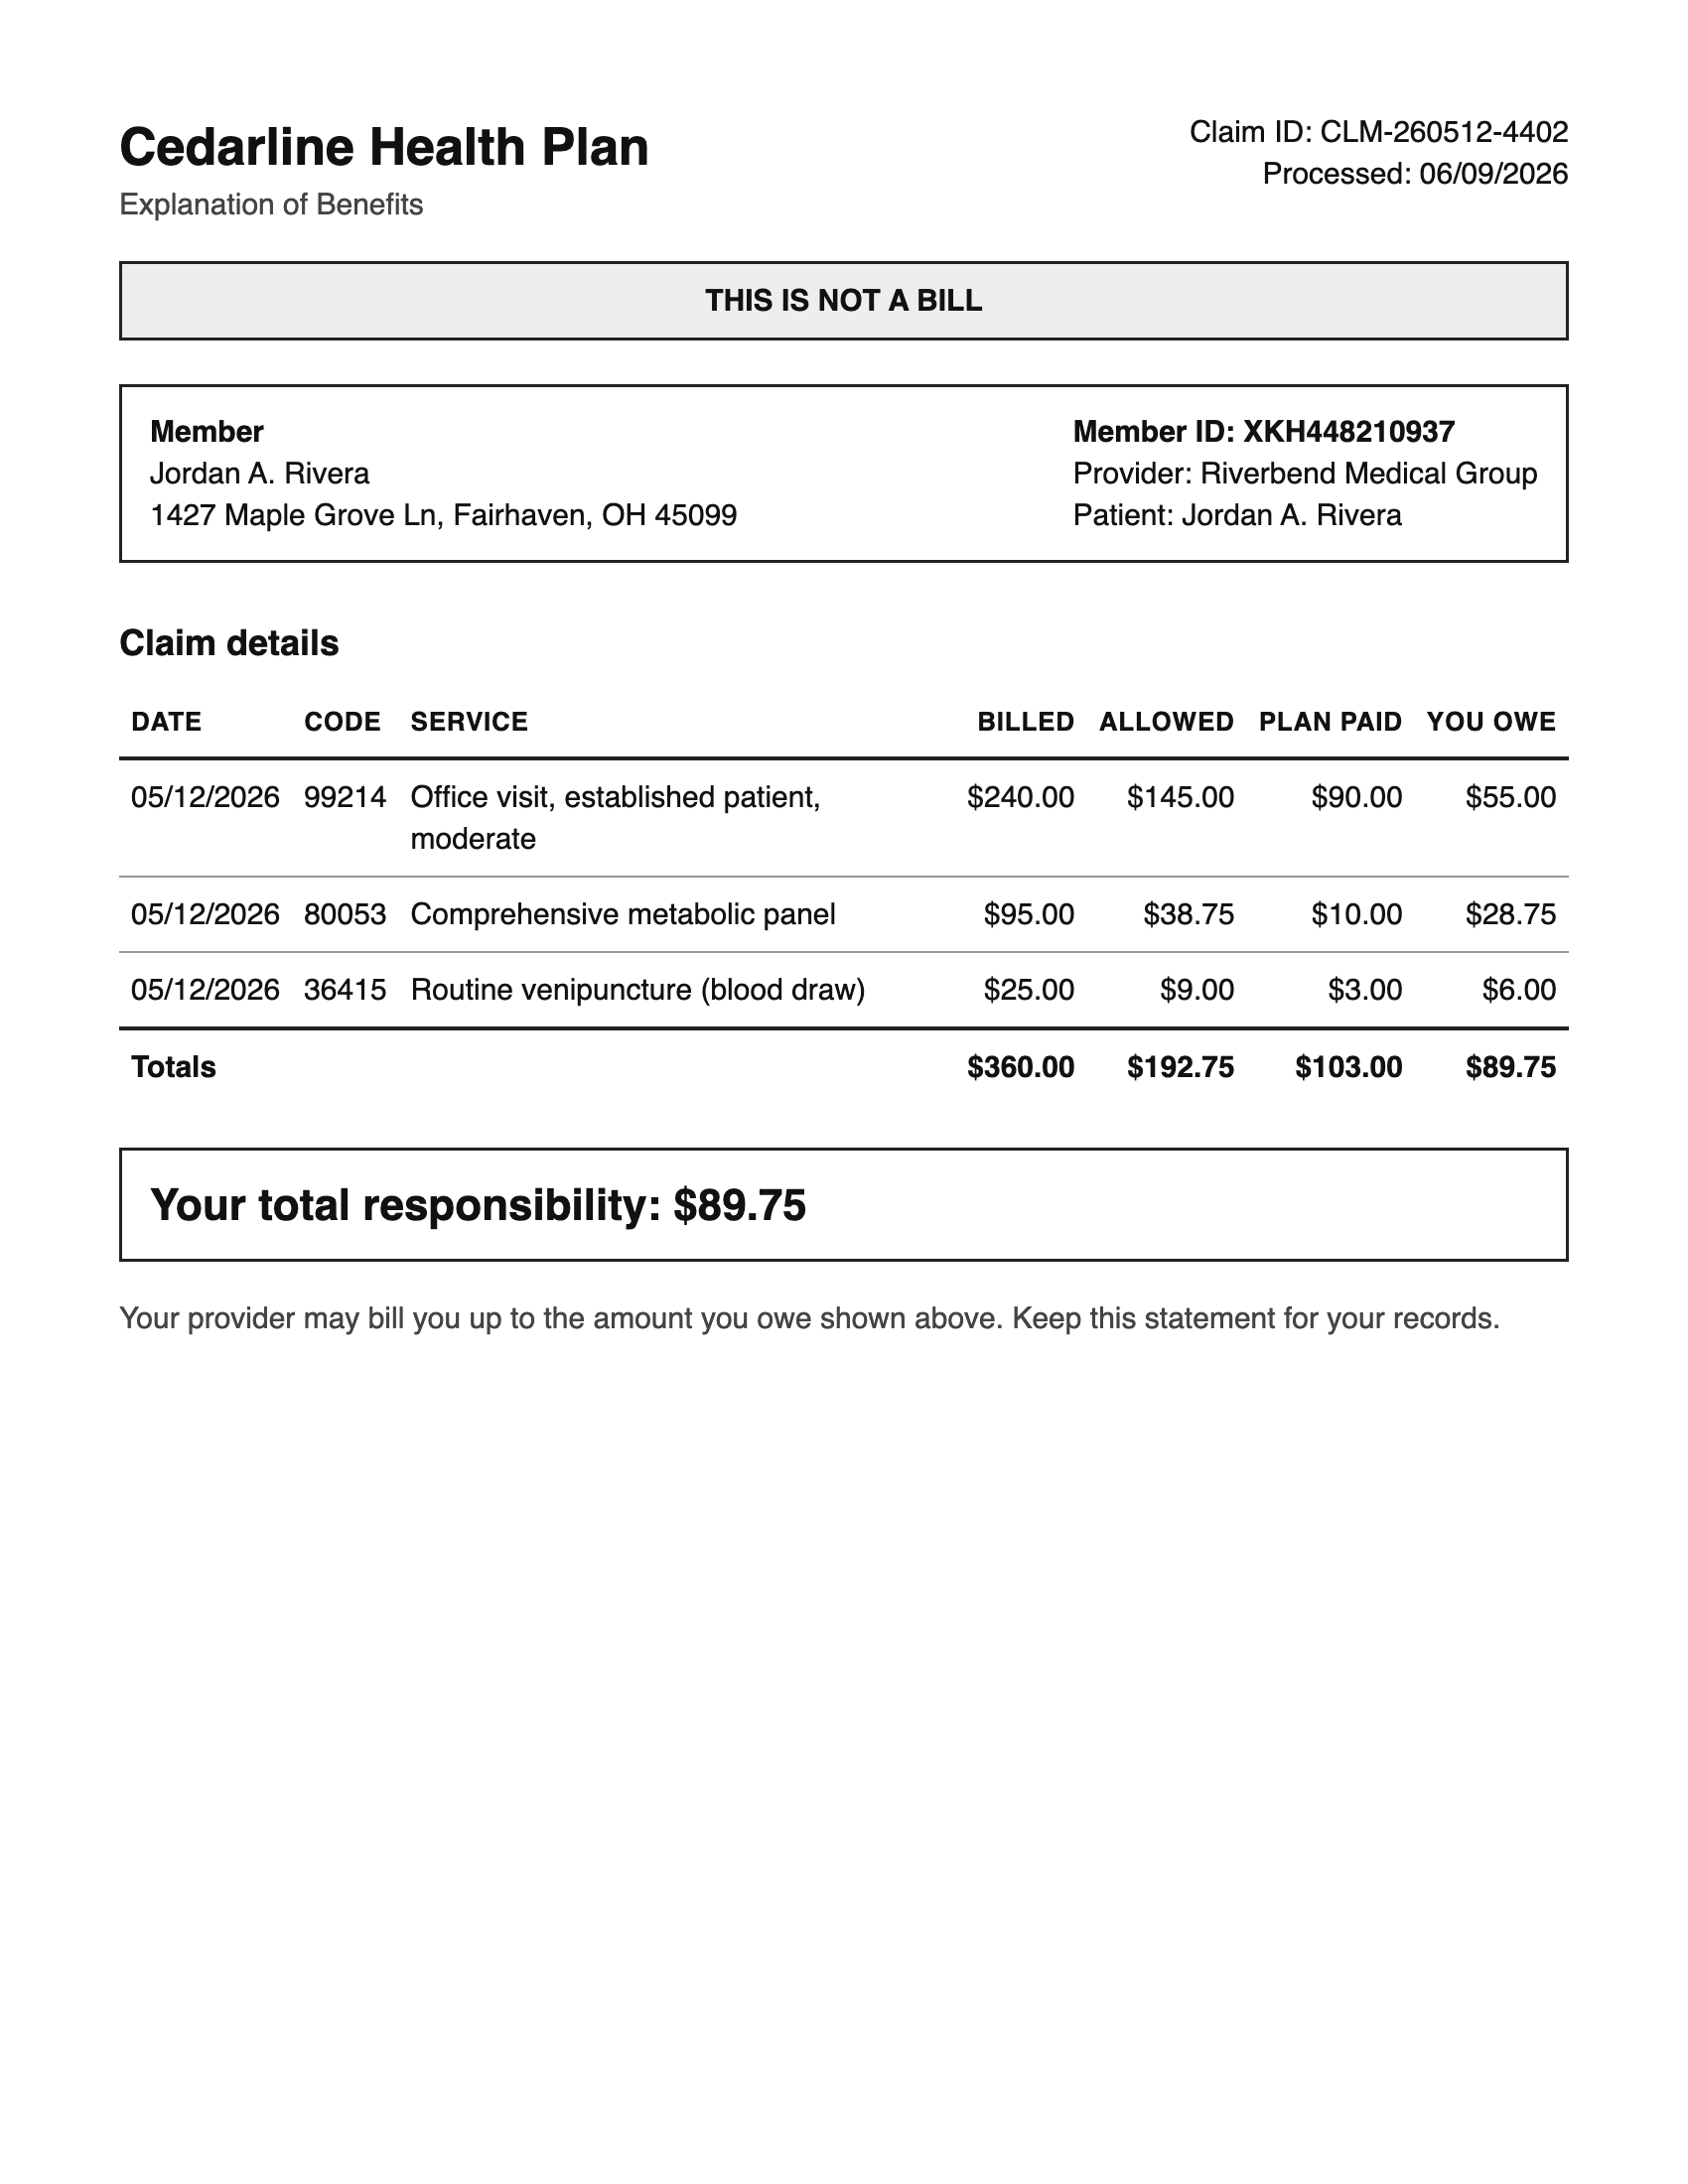 Cedarline Health Plan
Explanation of Benefits
Claim ID: CLM-260512-4402
Processed: 06/09/2026
THIS IS NOT A BILL
Member
Jordan A. Rivera
1427 Maple Grove Ln, Fairhaven, OH 45099
Member ID: XKH448210937
Provider: Riverbend Medical Group
Patient: Jordan A. Rivera
Claim details
DATE CODE SERVICE BILLED ALLOWED PLAN PAID YOU OWE
05/12/2026 99214 Office visit, established patient, $240.00 $145.00 $90.00 $55.00
moderate
05/12/2026 80053 Comprehensive metabolic panel $95.00 $38.75 $10.00 $28.75
05/12/2026 36415 Routine venipuncture (blood draw) $25.00 $9.00 $3.00 $6.00
Totals $360.00 $192.75 $103.00 $89.75
Your total responsibility: $89.75
Your provider may bill you up to the amount you owe shown above. Keep this statement for your records.